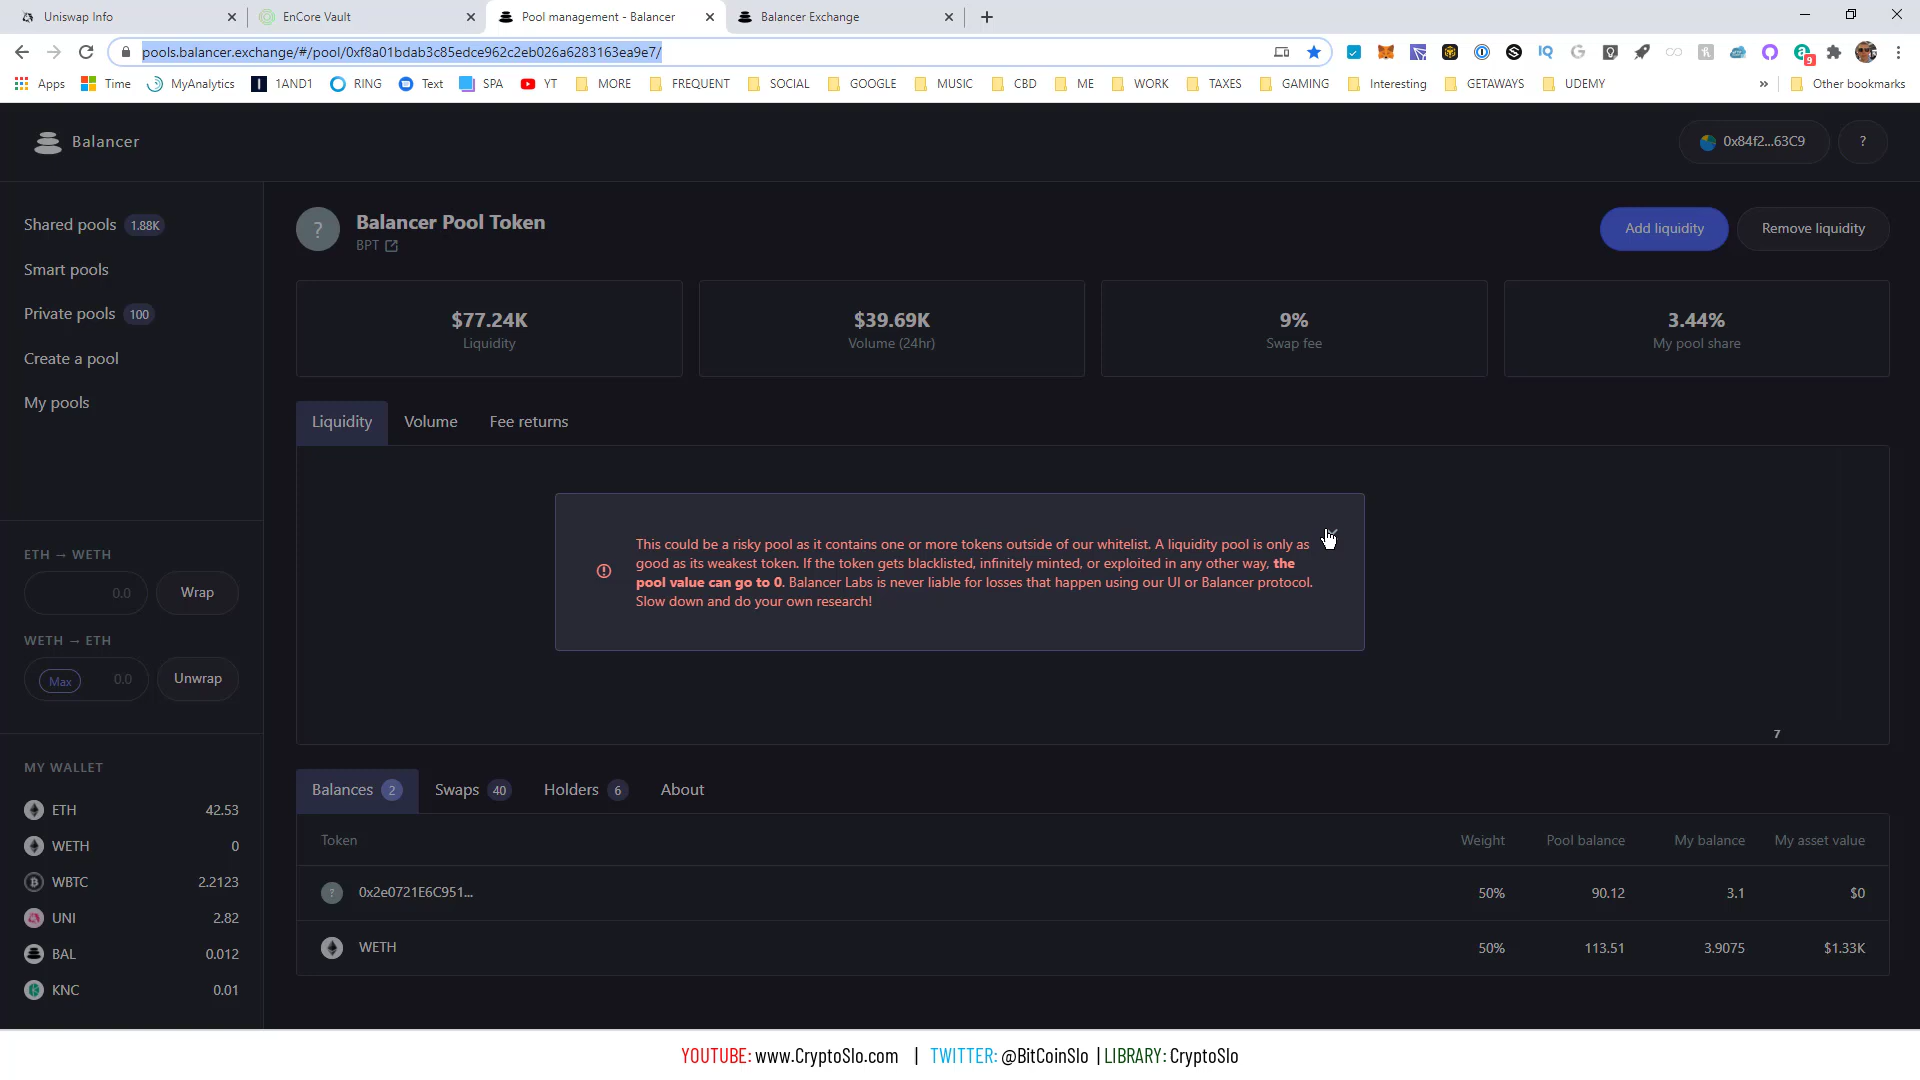 Uniswap Info
EnCore Vault
Pool management - Balancer
Balancer Exchange
pools.balancer.exchange/#/pool/0xf8a01bdab3c85edce962c2eb026a6283163ea9e7/
9
Apps
Time
MyAnalytics
1AND1
RING
Text
SPA
YT
MORE
FREQUENT
SOCIAL
GOOGLE
MUSIC
CBD
ME
WORK
TAXES
GAMING
Interesting
GETAWAYS
UDEMY
»
Other bookmarks
Balancer
0x84f2...63C9
?
Shared pools 1.88K
Smart pools
Private pools 100
Create a pool
My pools
ETH → WETH
0.0 Wrap
WETH → ETH
Max 0.0 Unwrap
MY WALLET
ETH 42.53
WETH 0
WBTC 2.2123
UNI 2.82
BAL 0.012
KNC 0.01
?
Balancer Pool Token
BPT
Add liquidity
Remove liquidity
$77.24K
Liquidity
$39.69K
Volume (24hr)
9%
Swap fee
3.44%
My pool share
Liquidity Volume Fee returns
This could be a risky pool as it contains one or more tokens outside of our whitelist. A liquidity pool is only as
good as its weakest token. If the token gets blacklisted, infinitely minted, or exploited in any other way, the
pool value can go to 0. Balancer Labs is never liable for losses that happen using our UI or Balancer protocol.
Slow down and do your own research!
7
Balances 2 Swaps 40 Holders 6 About
Token Weight Pool balance My balance My asset value
? 0x2e0721E6C951... 50% 90.12 3.1 $0
WETH 50% 113.51 3.9075 $1.33K
YOUTUBE: www.CryptoSlo.com | TWITTER: @BitCoinSlo | LIBRARY: CryptoSlo